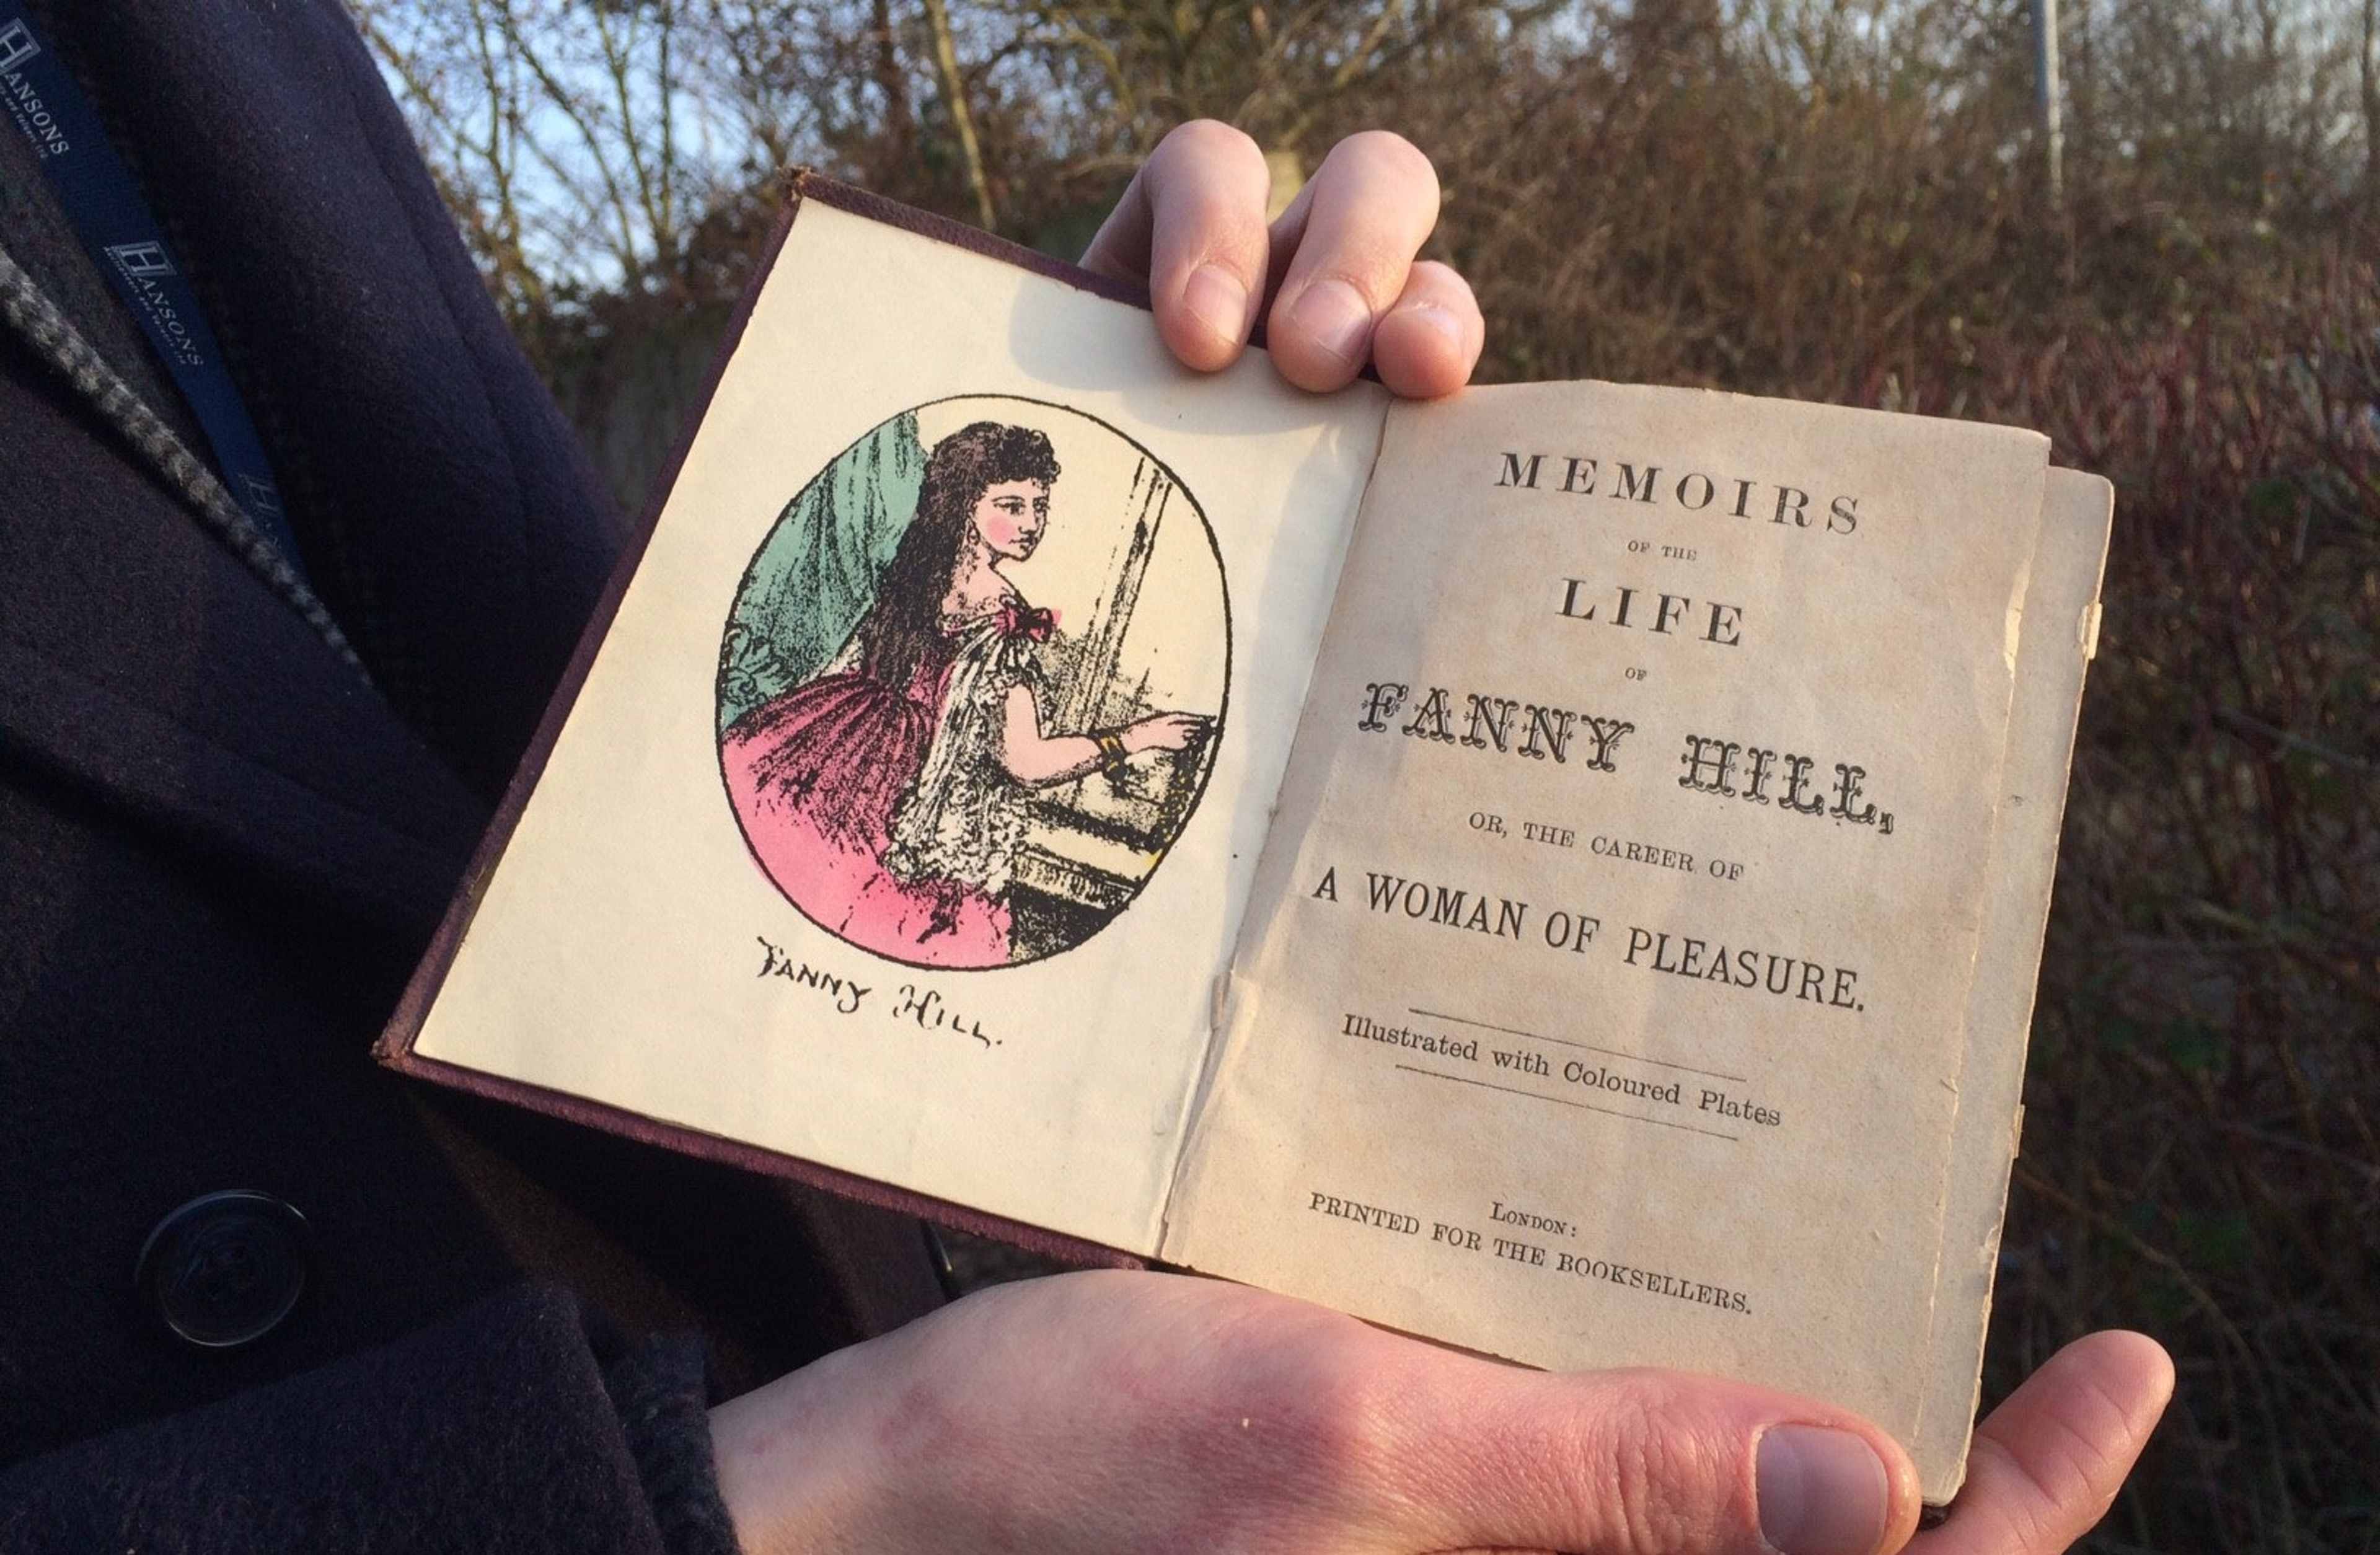 HANSONS
HANSONS
FANNY HILL.
MEMOIRS
OF THE
LIFE
OF
FANNY HILL,
OR, THE CAREER OF
A WOMAN OF PLEASURE.
Illustrated with Coloured Plates
LONDON:
PRINTED FOR THE BOOKSELLERS.